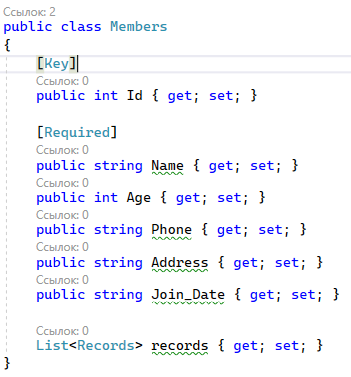 Ссылок: 2
public class Members
{
[Key]
Ссылок: 0
public int Id { get; set; }
[Required]
Ссылок: 0
public string Name { get; set; }
Ссылок: 0
public int Age { get; set; }
Ссылок: 0
public string Phone { get; set; }
Ссылок: 0
public string Address { get; set; }
Ссылок: 0
public string Join_Date { get; set; }
Ссылок: 0
List<Records> records { get; set; }
}